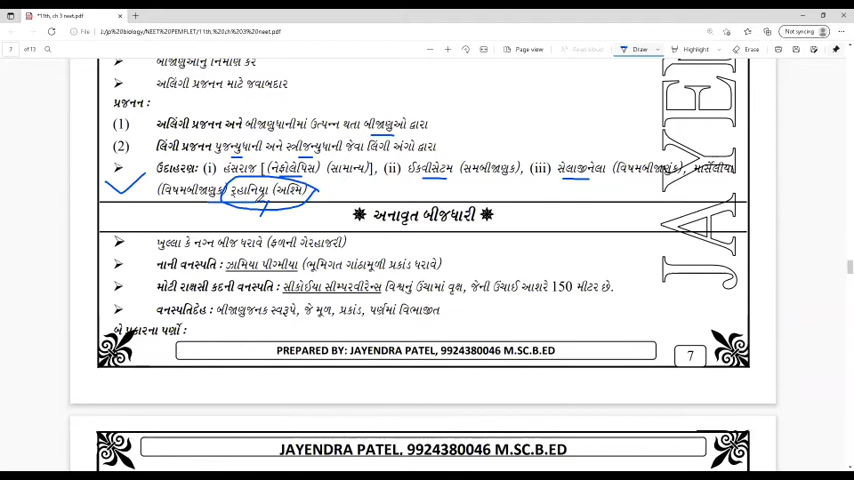 *11th, ch 3 neet.pdf
File
J:/p%20biology/NEET%20PEMFLET/11th,%20ch%203%20neet.pdf
Not syncing
7 of 13
Page view
Read aloud
Draw
Highlight
Erase
બીજાણુઓનું નિર્માણ કરે
અલિંગી પ્રજનન માટે જવાબદાર
પ્રજનન :
(1) અલિંગી પ્રજનન અને બીજાણુધાનીમાં ઉત્પન્ન થતા બીજાણુઓ દ્વારા
(2) લિંગી પ્રજનન પુજન્યુધાની અને સ્ત્રીજન્યુધાની જેવા લિંગી અંગો દ્વારા
ઉદાહરણ: (i) હંસરાજ [(નેફ્રોલેપિસ) (સામાન્ય)], (ii) ઈકવીસેટમ (સમબીજાણુક), (iii) સેલાજીનેલા (વિષમબીજાણુક), માર્સેલીયા
(વિષમબીજાણુક) ર્‍હાનિયા (અશ્મિ)
અનાવૃત બીજધારી
ખુલ્લા કે નગ્ન બીજ ધરાવે (ફળની ગેરહાજરી)
નાની વનસ્પતિ : ઝામિયા પીગ્મીયા (ભૂમિગત ગાંઠામૂળી પ્રકાંડ ધરાવે)
મોટી રાક્ષસી કદની વનસ્પતિ : સીકોઈયા સીમ્પરવીરેન્સ વિશ્વનું ઉંચામાં વૃક્ષ, જેની ઉંચાઈ આશરે 150 મીટર છે.
વનસ્પતિદેહ : બીજાણુજનક સ્વરૂપે, જે મૂળ, પ્રકાંડ, પર્ણમાં વિભાજીત
બે પ્રકારના પર્ણો :
PREPARED BY: JAYENDRA PATEL, 9924380046 M.SC.B.ED
7
JAYEN
JAYENDRA PATEL, 9924380046 M.SC.B.ED